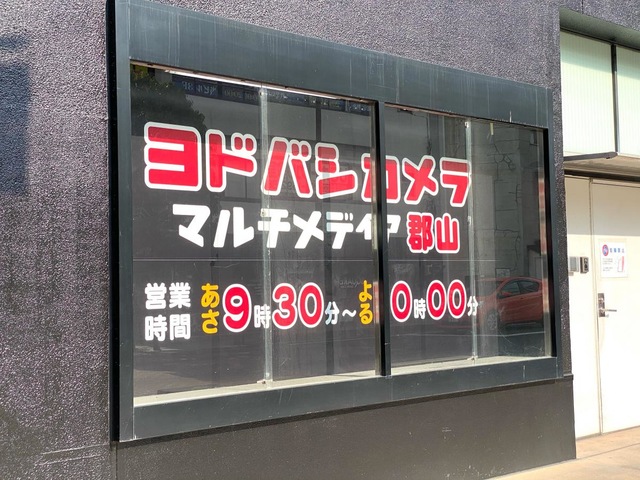 ヨドバシカメラ
マルチメディア 郡山
営業時間 あさ9時30分～よる 0時00分